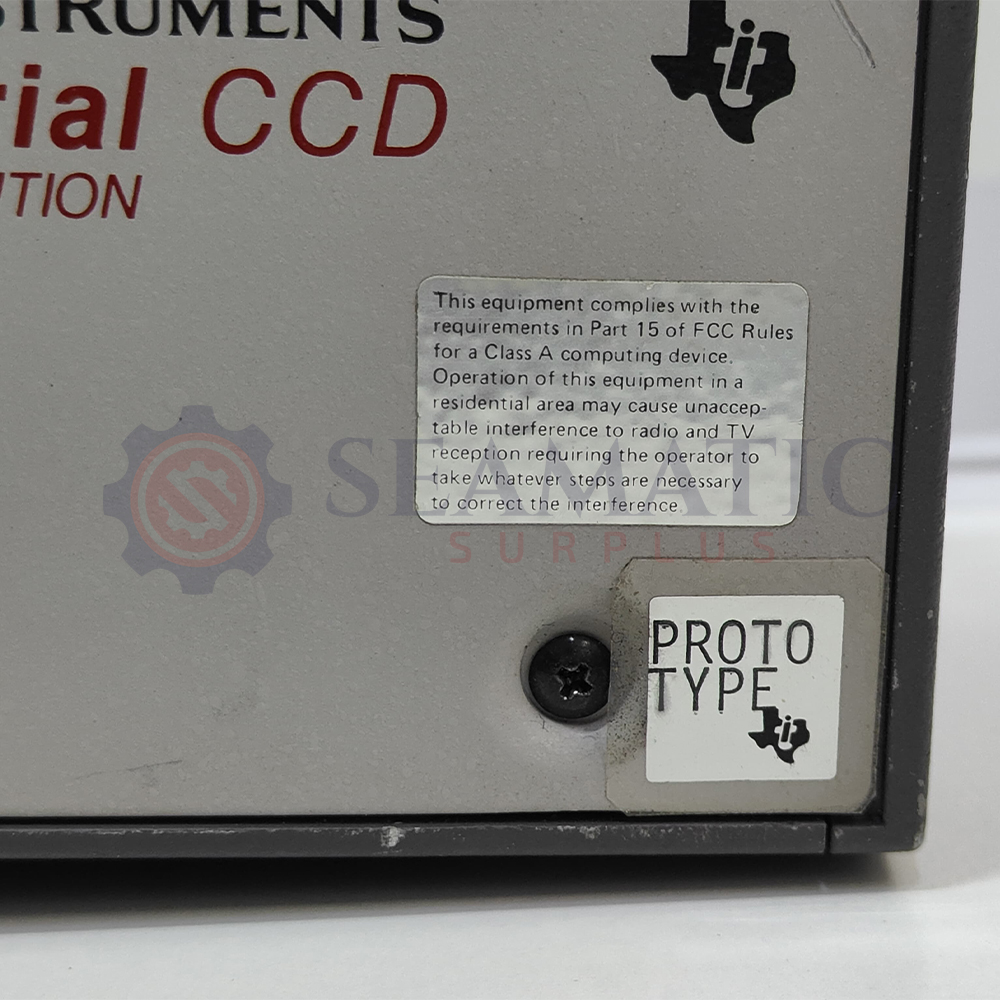 STRUMENTS
rial CCD
UTION
This equipment complies with the
requirements in Part 15 of FCC Rules
for a Class A computing device.
Operation of this equipment in a
residential area may cause unaccep-
table interference to radio and TV
reception requiring the operator to
take whatever steps are necessary
to correct the interference.
SEAMATIC
SURPLUS
PROTO
TYPE